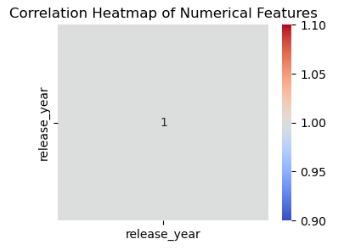 Correlation Heatmap of Numerical Features
1.10
1.05
release_year
1
1.00
0.95
0.90
release_year